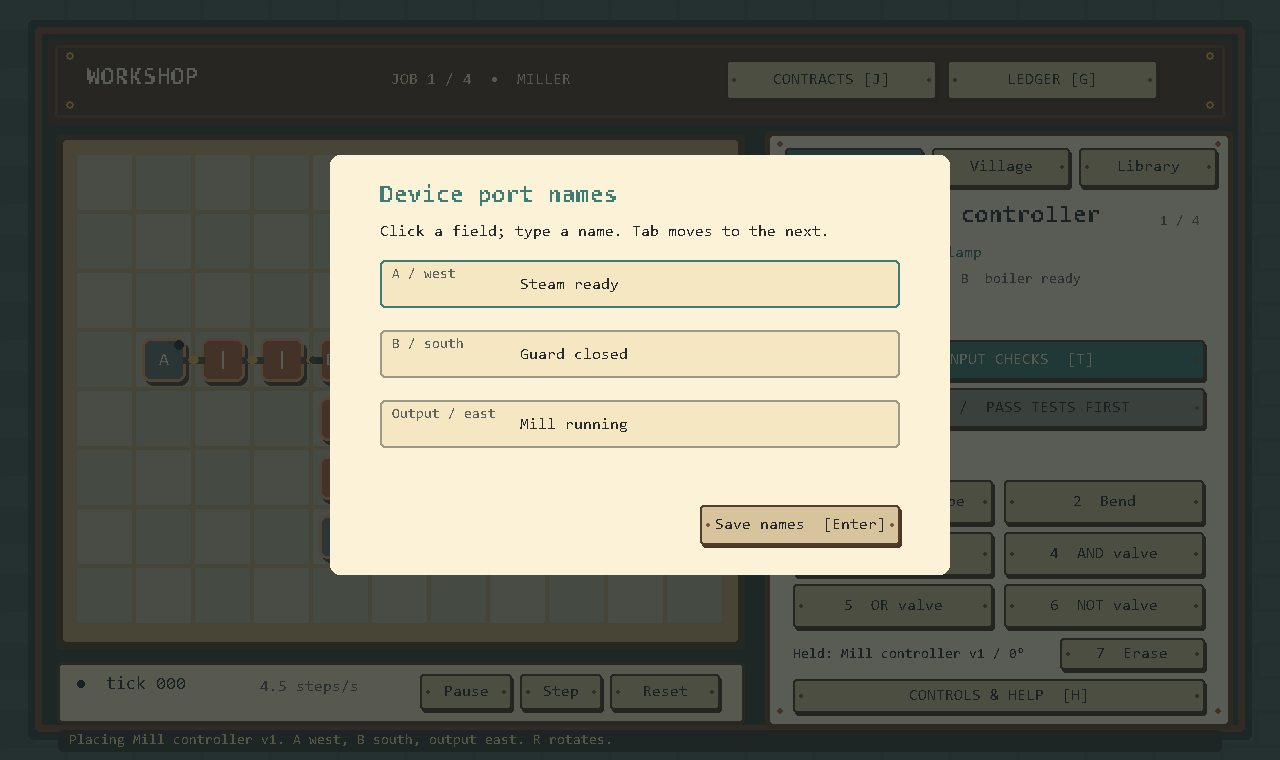 WORKSHOP
JOB 1 / 4 • MILLER
CONTRACTS [J]
LEDGER [G]
Village
Library
controller
1 / 4
lamp
B boiler ready
Device port names
Click a field; type a name. Tab moves to the next.
A / west
Steam ready
B / south
Guard closed
Output / east
Mill running
Save names [Enter]
A
|
|
NPUT CHECKS [T]
/ PASS TESTS FIRST
2 Bend
4 AND valve
5 OR valve
6 NOT valve
Held: Mill controller v1 / 0°
7 Erase
CONTROLS & HELP [H]
tick 000
4.5 steps/s
Pause
Step
Reset
Placing Mill controller v1. A west, B south, output east. R rotates.